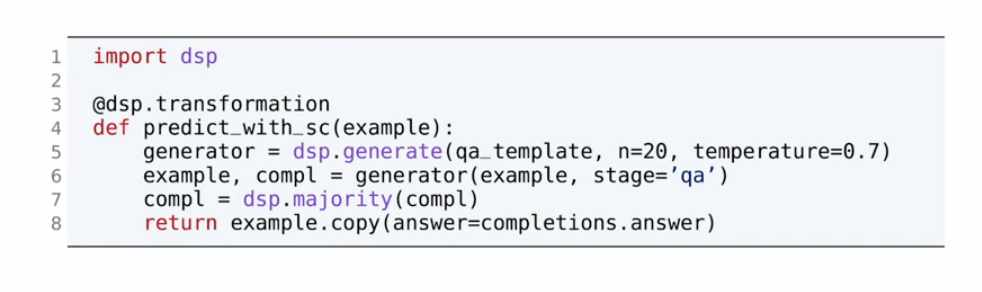 1 import dsp
2
3 @dsp.transformation
4 def predict_with_sc(example):
5     generator = dsp.generate(qa_template, n=20, temperature=0.7)
6     example, compl = generator(example, stage=’qa’)
7     compl = dsp.majority(compl)
8     return example.copy(answer=completions.answer)